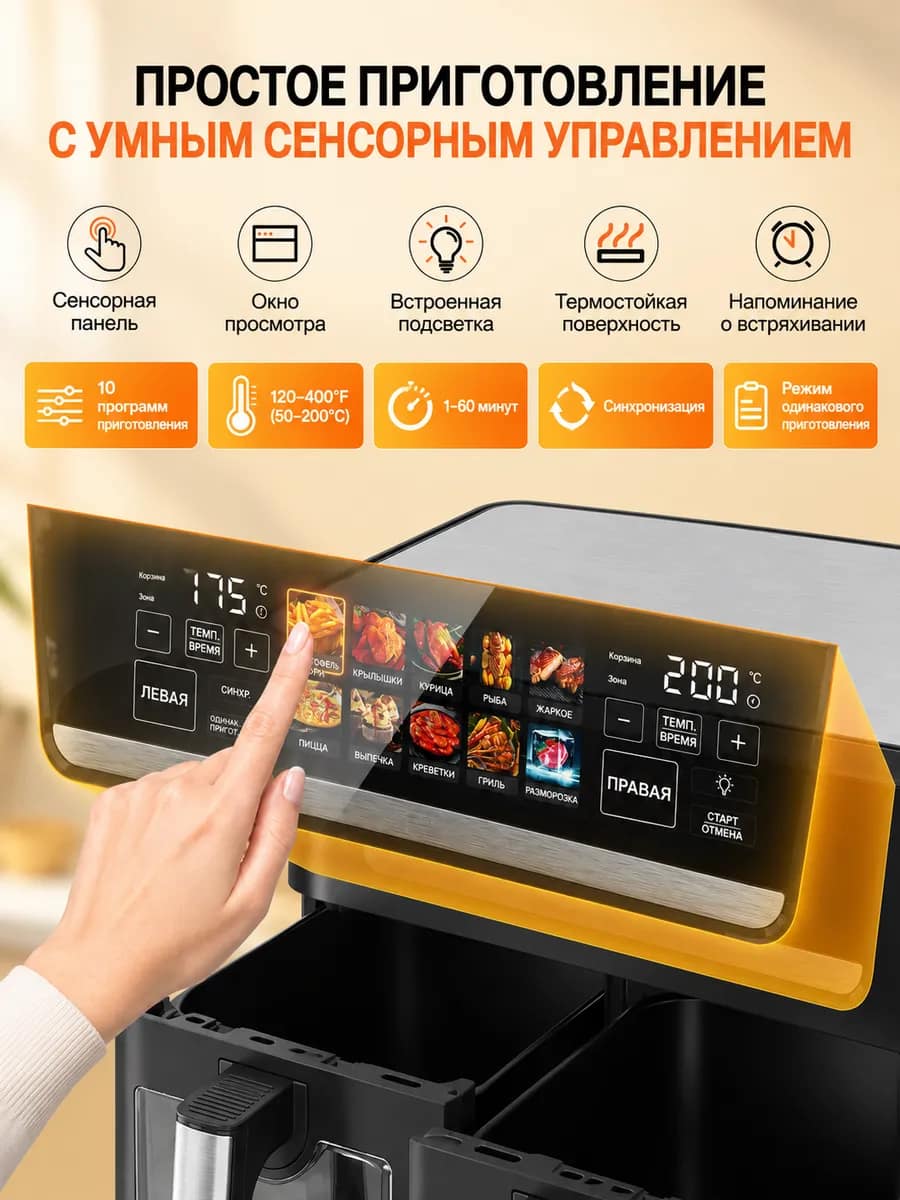 ПРОСТОЕ ПРИГОТОВЛЕНИЕ
С УМНЫМ СЕНСОРНЫМ УПРАВЛЕНИЕМ
Сенсорная
панель
Окно
просмотра
Встроенная
подсветка
Термостойкая
поверхность
Напоминание
о встряхивании
10
программ
приготовления
120–400°F
(50–200°C)
1–60 минут
Синхронизация
Режим
одинакового
приготовления
Корзина
Зона
175 °C
−
ТЕМП.
ВРЕМЯ
+
ЛЕВАЯ
СИНХР.
ОДИНАК.
ПРИГОТ.
КРЫЛЫШКИ
КУРИЦА
РЫБА
ЖАРКОЕ
ПИЦЦА
ВЫПЕЧКА
КРЕВЕТКИ
ГРИЛЬ
РАЗМОРОЗКА
Корзина
Зона
200 °C
−
ТЕМП.
ВРЕМЯ
+
ПРАВАЯ
СТАРТ
ОТМЕНА